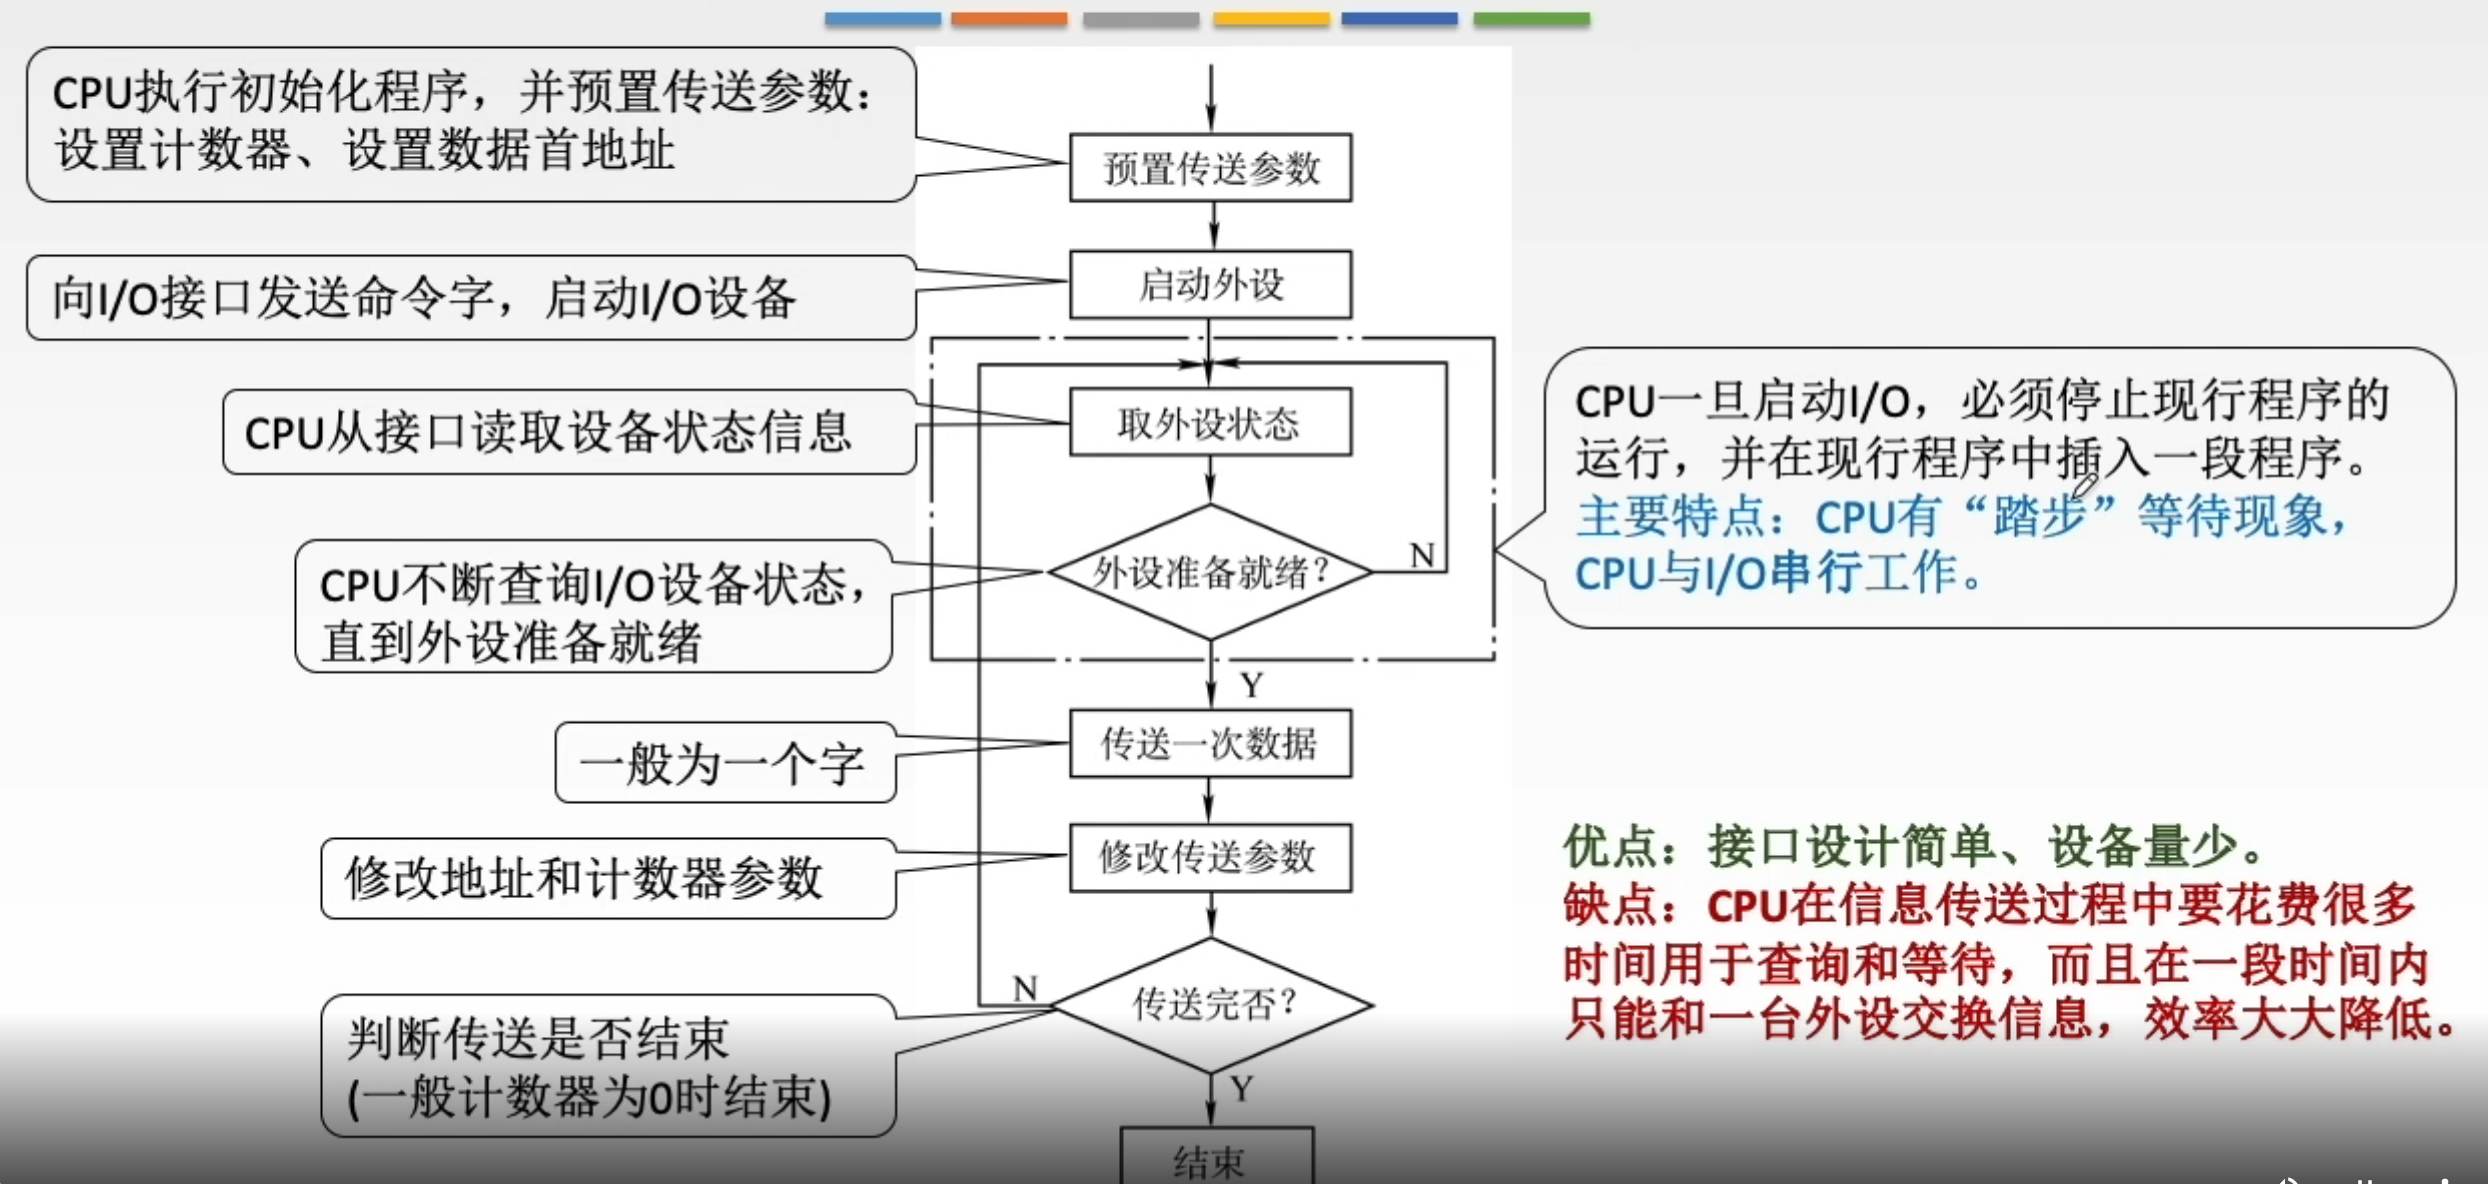 CPU执行初始化程序，并预置传送参数：
设置计数器、设置数据首地址
预置传送参数
向I/O接口发送命令字，启动I/O设备
启动外设
CPU从接口读取设备状态信息
取外设状态
CPU一旦启动I/O，必须停止现行程序的
运行，并在现行程序中插入一段程序。
主要特点：CPU有“踏步”等待现象，
CPU与I/O串行工作。
CPU不断查询I/O设备状态，
直到外设准备就绪
外设准备就绪？
N
Y
一般为一个字
传送一次数据
修改地址和计数器参数
修改传送参数
优点：接口设计简单、设备量少。
缺点：CPU在信息传送过程中要花费很多
时间用于查询和等待，而且在一段时间内
只能和一台外设交换信息，效率大大降低。
判断传送是否结束
(一般计数器为0时结束)
N
传送完否？
Y
结束